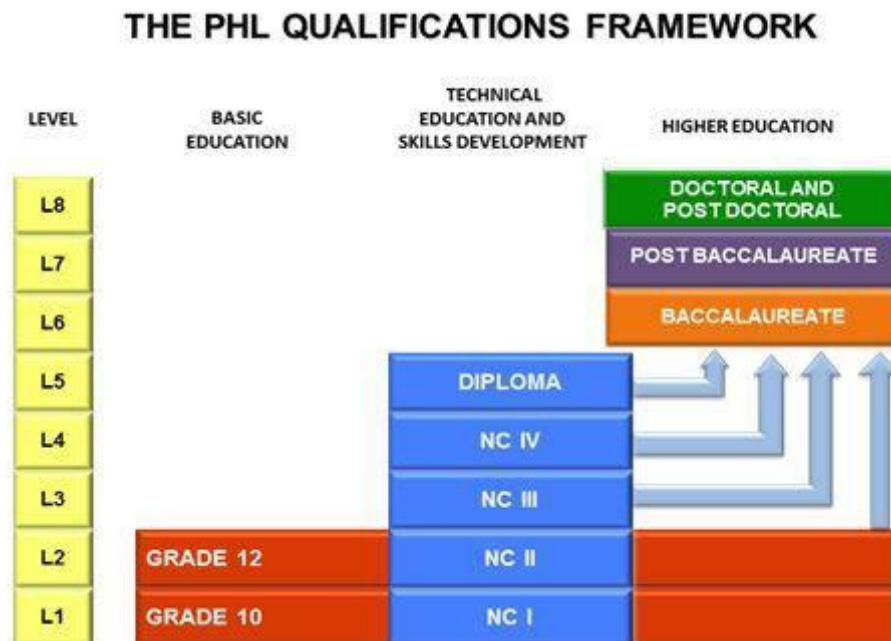 THE PHL QUALIFICATIONS FRAMEWORK
LEVEL
BASIC
EDUCATION
TECHNICAL
EDUCATION AND
SKILLS DEVELOPMENT
HIGHER EDUCATION
L8
DOCTORAL AND
POST DOCTORAL
L7
POST BACCALAUREATE
L6
BACCALAUREATE
L5
DIPLOMA
L4
NC IV
L3
NC III
L2
GRADE 12
NC II
L1
GRADE 10
NC I